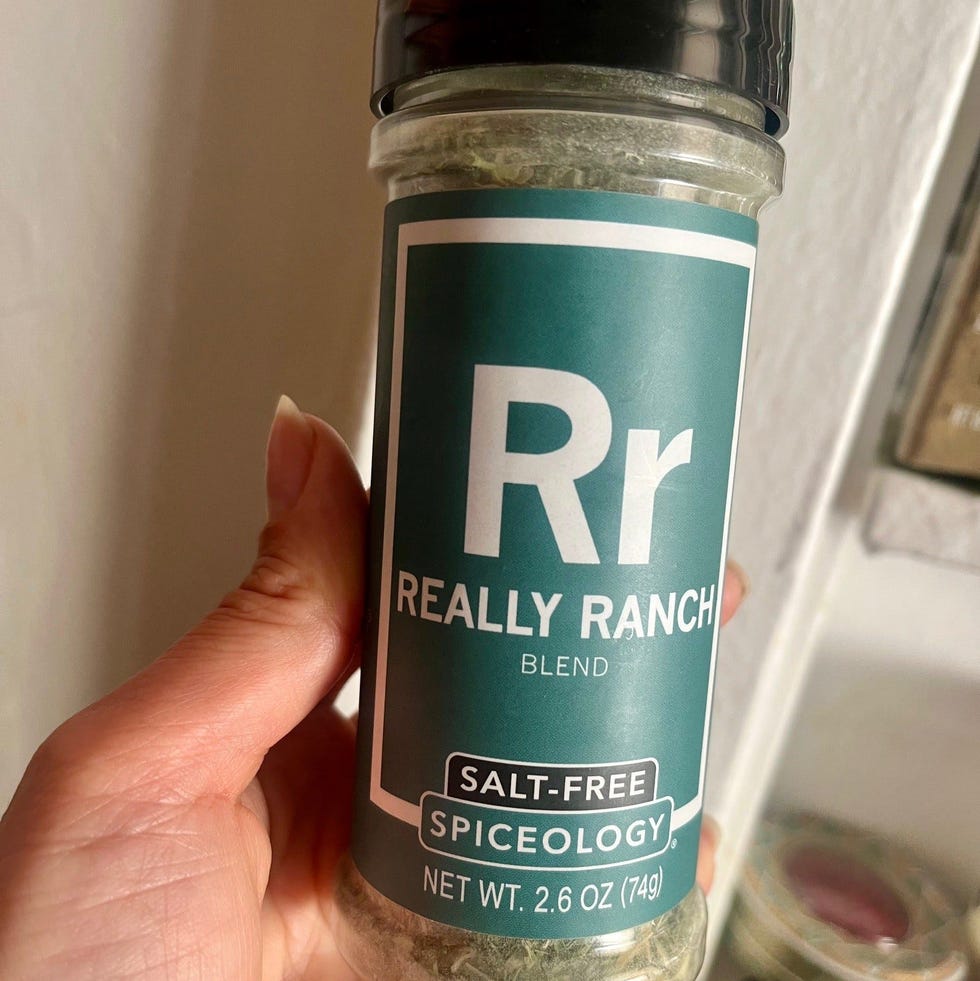 Rr
REALLY RANCH
BLEND
SALT-FREE
SPICEOLOGY®
NET WT. 2.6 OZ (74g)